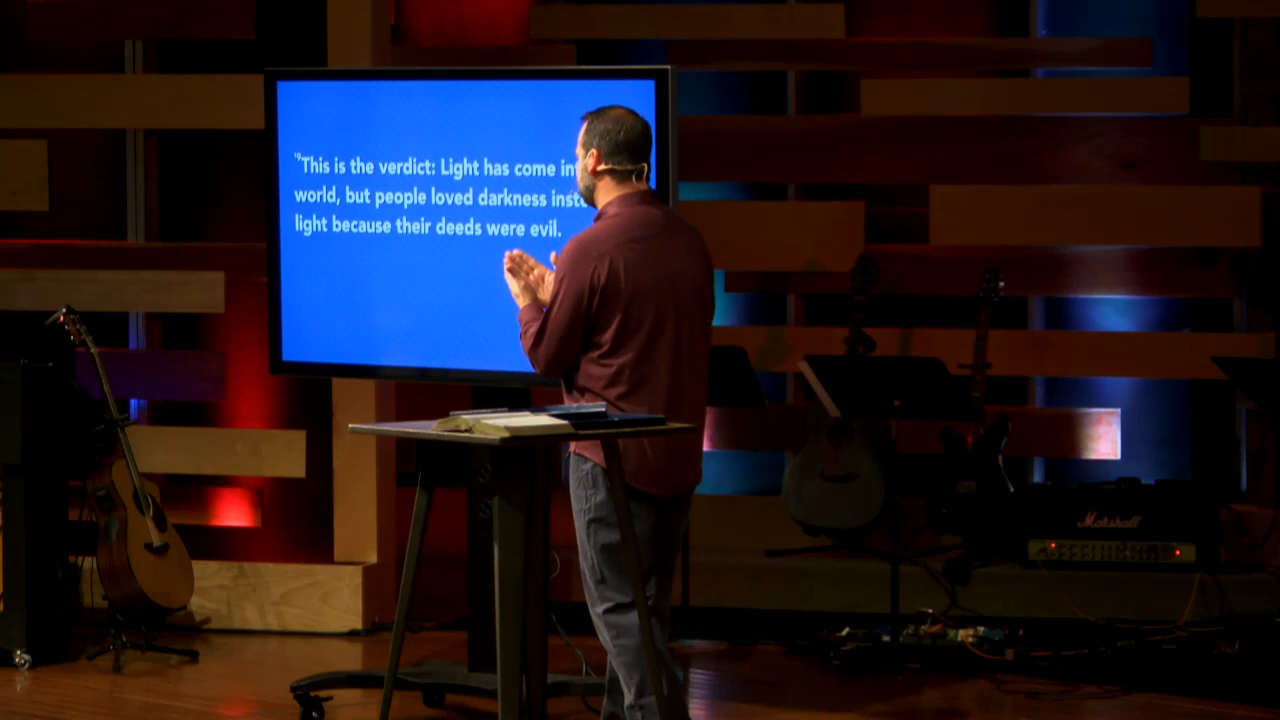 ¹⁹This is the verdict: Light has come in
world, but people loved darkness inste
light because their deeds were evil.
Marshall